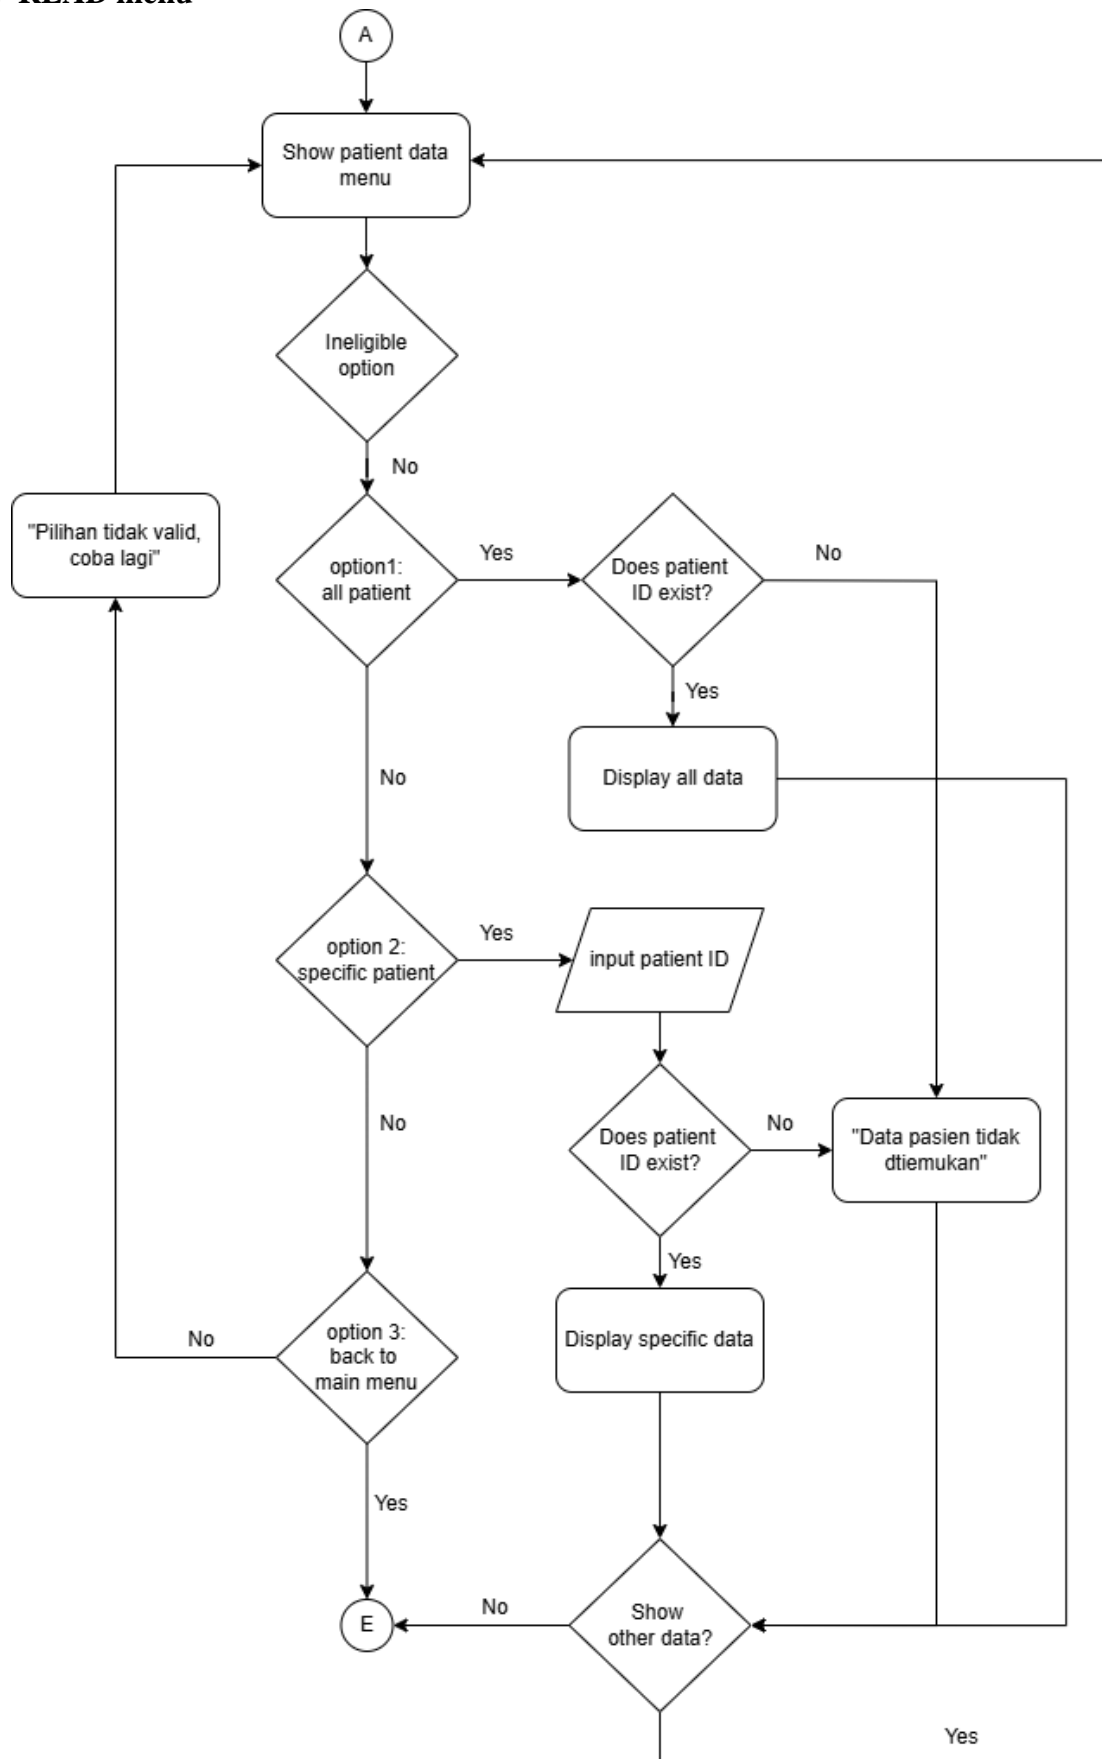 READ menu
A
Show patient data
menu
Ineligible
option
No
"Pilihan tidak valid,
coba lagi"
option1:
all patient
Yes
Does patient
ID exist?
No
Yes
Display all data
No
option 2:
specific patient
Yes
input patient ID
No
Does patient
ID exist?
No
"Data pasien tidak
dtiemukan"
Yes
Display specific data
No
option 3:
back to
main menu
Yes
E
No
Show
other data?
Yes